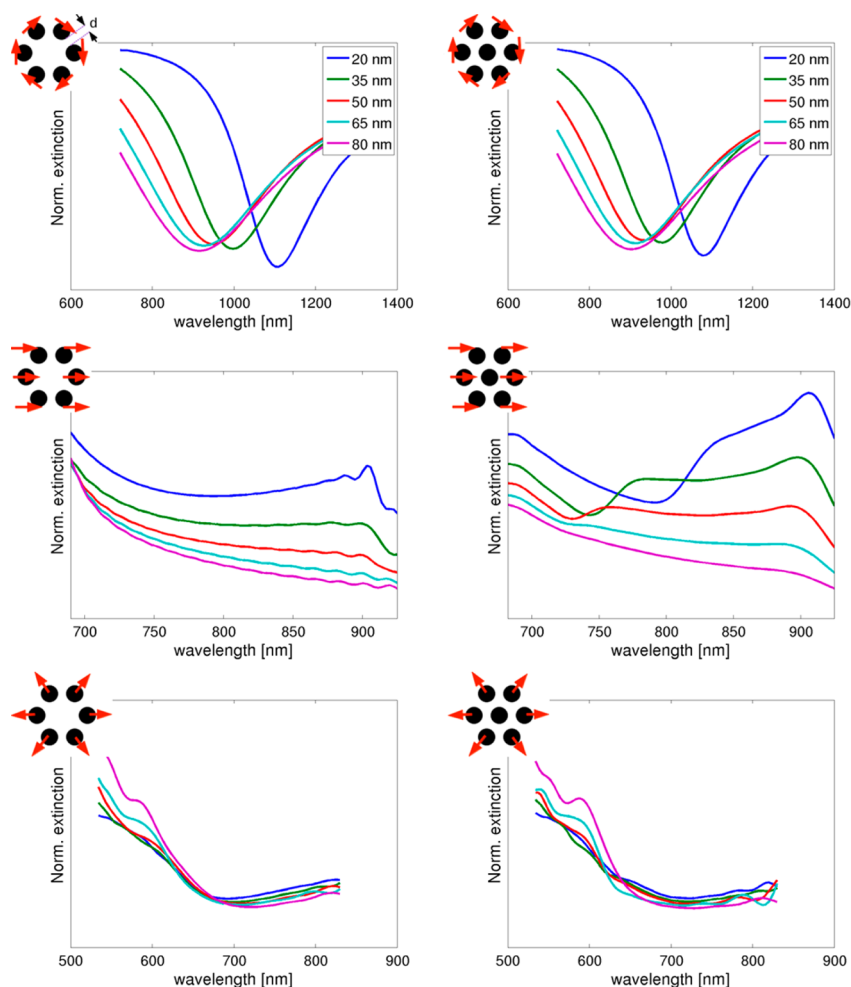 d
20 nm
35 nm
50 nm
65 nm
80 nm
Norm. extinction
600 800 1000 1200 1400
wavelength [nm]
20 nm
35 nm
50 nm
65 nm
80 nm
Norm. extinction
600 800 1000 1200 1400
wavelength [nm]
Norm. extinction
700 750 800 850 900
wavelength [nm]
Norm. extinction
700 750 800 850 900
wavelength [nm]
Norm. extinction
500 600 700 800 900
wavelength [nm]
Norm. extinction
500 600 700 800 900
wavelength [nm]